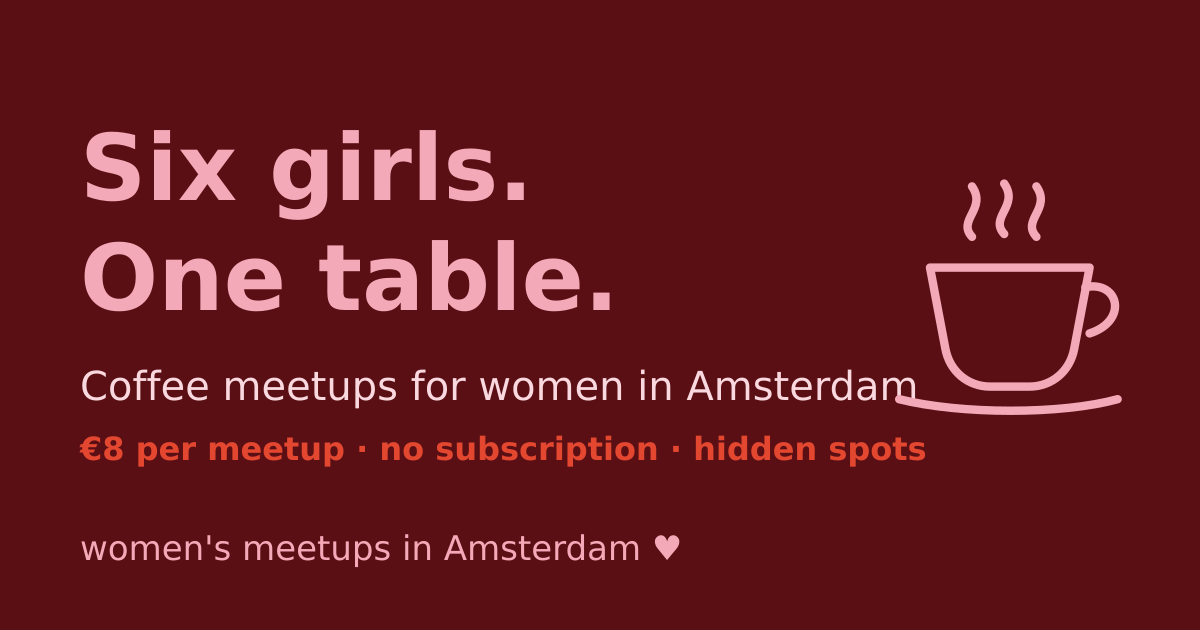 Six girls.
One table.
Coffee meetups for women in Amsterdam
€8 per meetup · no subscription · hidden spots
women's meetups in Amsterdam ♥